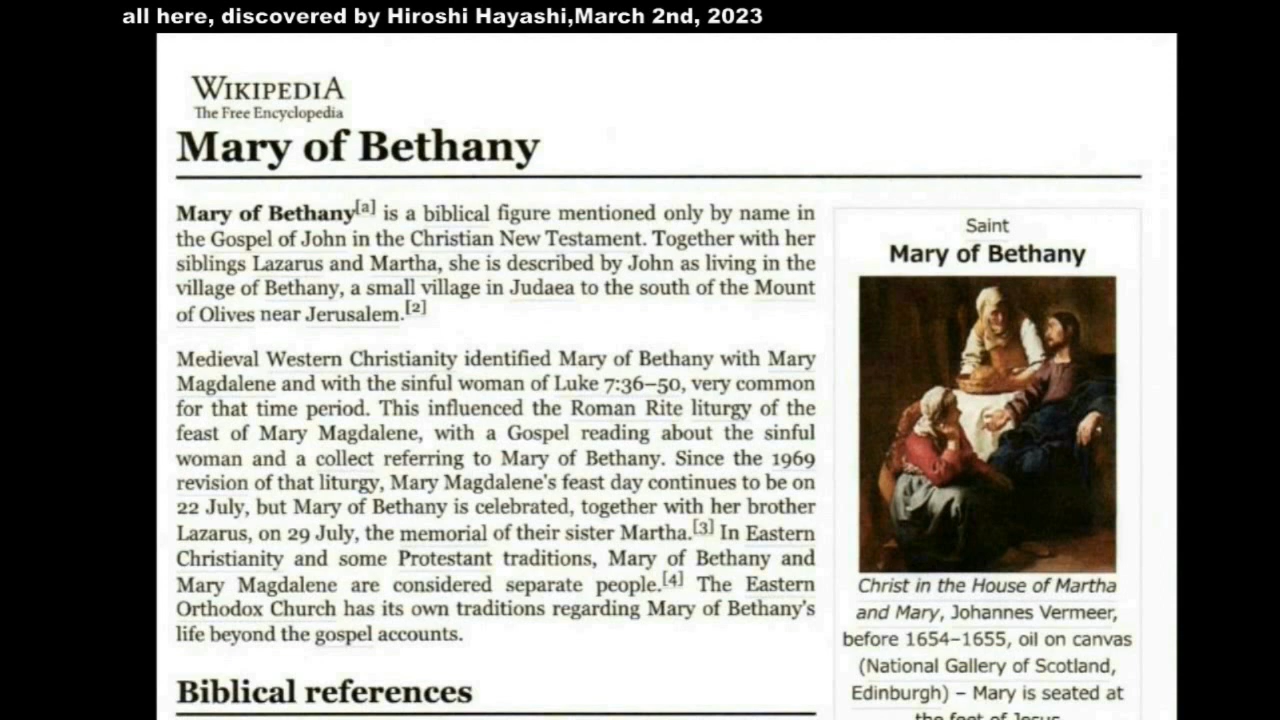 all here, discovered by Hiroshi Hayashi,March 2nd, 2023
WIKIPEDIA
The Free Encyclopedia
Mary of Bethany
Mary of Bethany[a] is a biblical figure mentioned only by name in
the Gospel of John in the Christian New Testament. Together with her
siblings Lazarus and Martha, she is described by John as living in the
village of Bethany, a small village in Judaea to the south of the Mount
of Olives near Jerusalem.[2]
Medieval Western Christianity identified Mary of Bethany with Mary
Magdalene and with the sinful woman of Luke 7:36–50, very common
for that time period. This influenced the Roman Rite liturgy of the
feast of Mary Magdalene, with a Gospel reading about the sinful
woman and a collect referring to Mary of Bethany. Since the 1969
revision of that liturgy, Mary Magdalene's feast day continues to be on
22 July, but Mary of Bethany is celebrated, together with her brother
Lazarus, on 29 July, the memorial of their sister Martha.[3] In Eastern
Christianity and some Protestant traditions, Mary of Bethany and
Mary Magdalene are considered separate people.[4] The Eastern
Orthodox Church has its own traditions regarding Mary of Bethany's
life beyond the gospel accounts.
Biblical references
Saint
Mary of Bethany
Christ in the House of Martha
and Mary, Johannes Vermeer,
before 1654–1655, oil on canvas
(National Gallery of Scotland,
Edinburgh) – Mary is seated at
the feet of Jesus